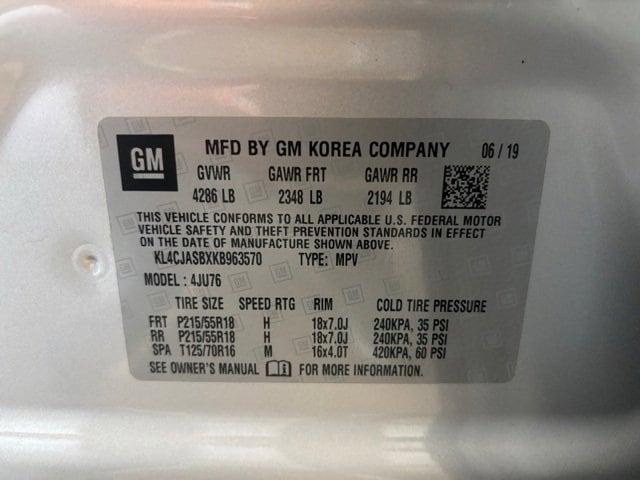 GM MFD BY GM KOREA COMPANY 06 / 19
GVWR GAWR FRT GAWR RR
4286 LB 2348 LB 2194 LB
THIS VEHICLE CONFORMS TO ALL APPLICABLE U.S. FEDERAL MOTOR
VEHICLE SAFETY AND THEFT PREVENTION STANDARDS IN EFFECT
ON THE DATE OF MANUFACTURE SHOWN ABOVE.
KL4CJASBXKB963570 TYPE: MPV
MODEL : 4JU76
TIRE SIZE SPEED RTG RIM COLD TIRE PRESSURE
FRT P215/55R18 H 18x7.0J 240KPA, 35 PSI
RR P215/55R18 H 18x7.0J 240KPA, 35 PSI
SPA T125/70R16 M 16x4.0T 420KPA, 60 PSI
SEE OWNER'S MANUAL FOR MORE INFORMATION.